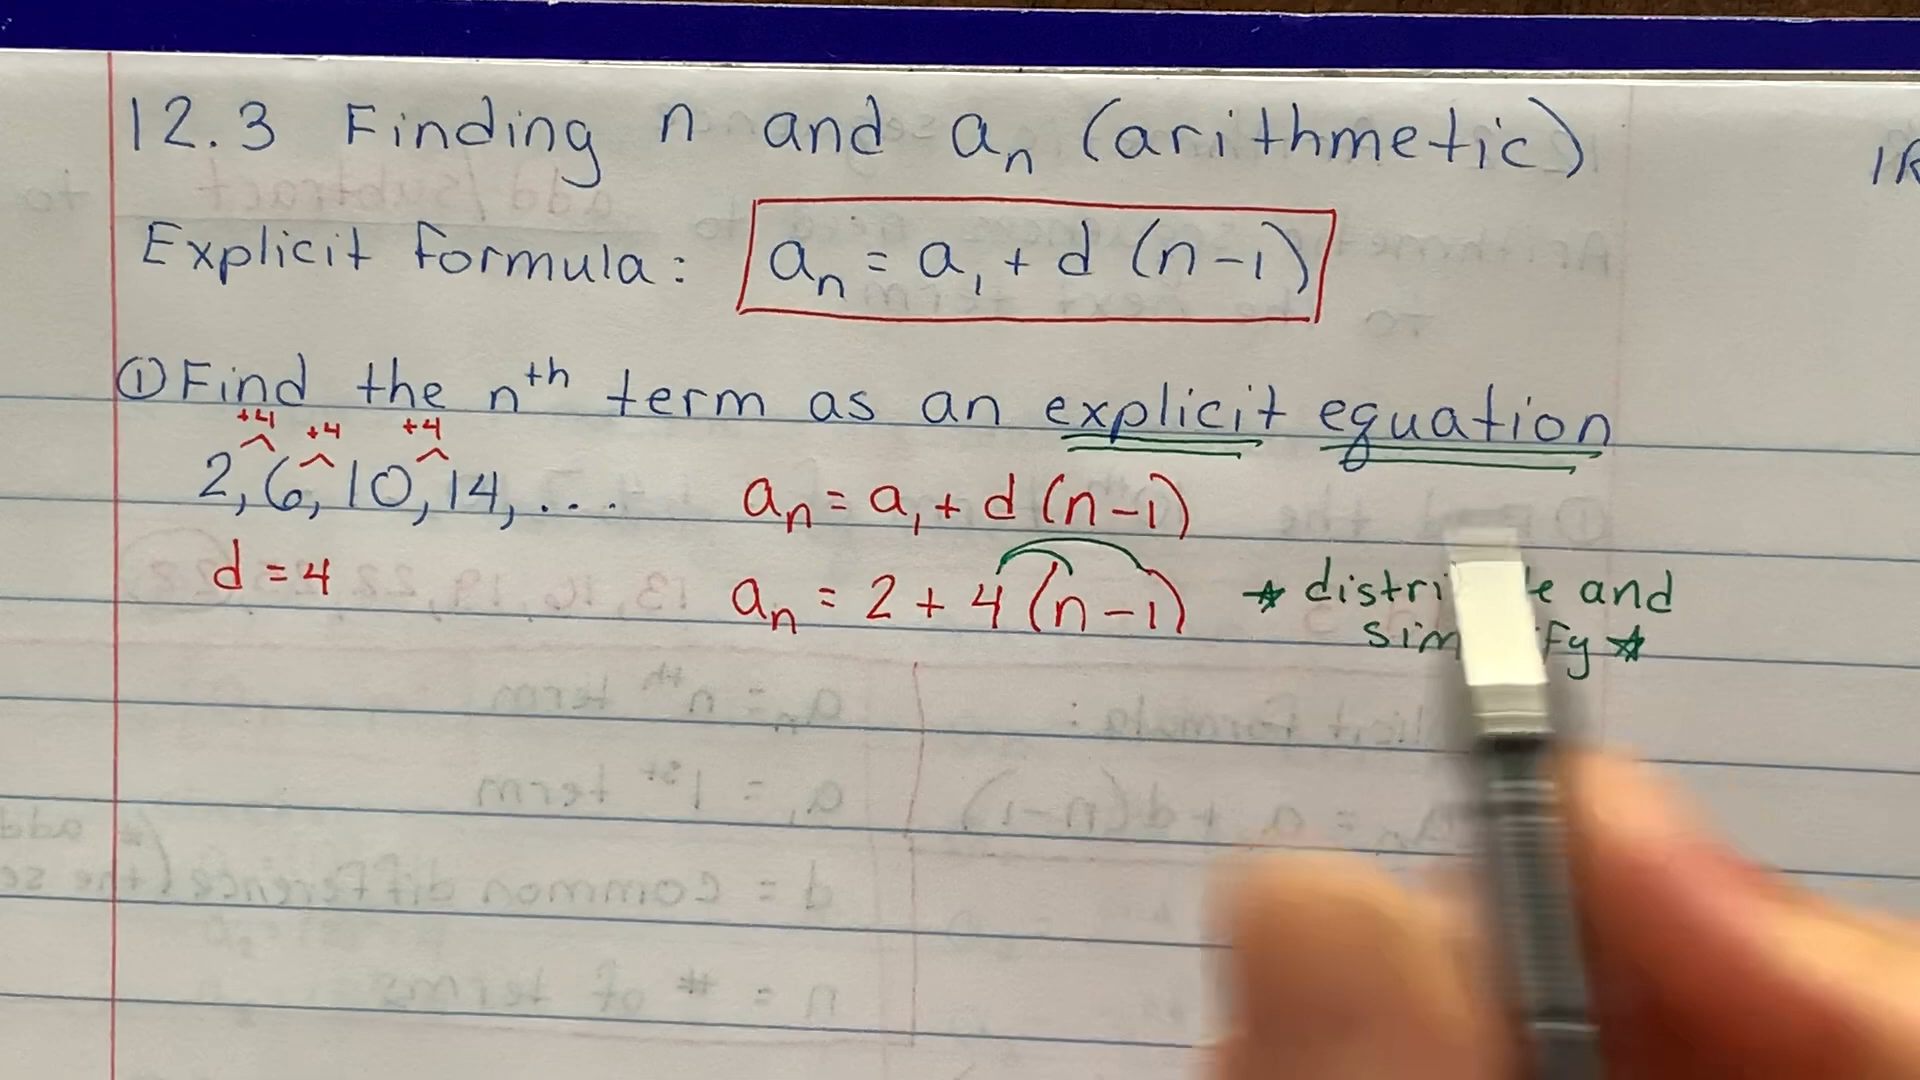 12.3 Finding n and aₙ (arithmetic)
Explicit Formula: aₙ = a₁ + d (n-1)
① Find the nᵗʰ term as an explicit equation
+4 +4 +4
2, 6, 10, 14, ... aₙ = a₁ + d (n-1)
d = 4
aₙ = 2 + 4 (n-1) ☆ and
☆